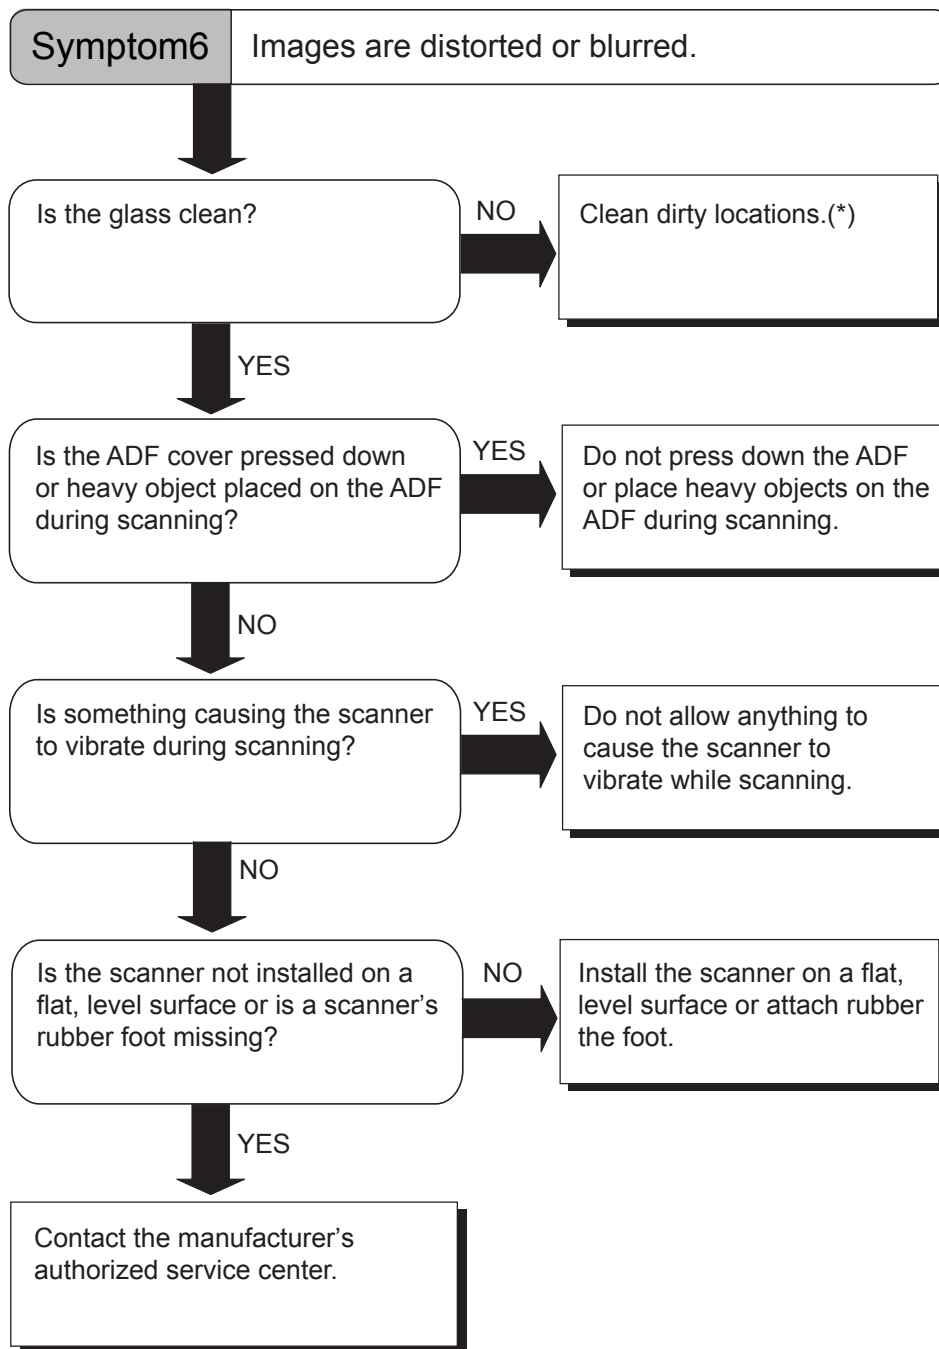 Symptom6
Images are distorted or blurred.
Is the glass clean?
NO
Clean dirty locations.(*)
YES
Is the ADF cover pressed down
or heavy object placed on the ADF
during scanning?
YES
Do not press down the ADF
or place heavy objects on the
ADF during scanning.
NO
Is something causing the scanner
to vibrate during scanning?
YES
Do not allow anything to
cause the scanner to
vibrate while scanning.
NO
Is the scanner not installed on a
flat, level surface or is a scanner’s
rubber foot missing?
NO
Install the scanner on a flat,
level surface or attach rubber
the foot.
YES
Contact the manufacturer’s
authorized service center.